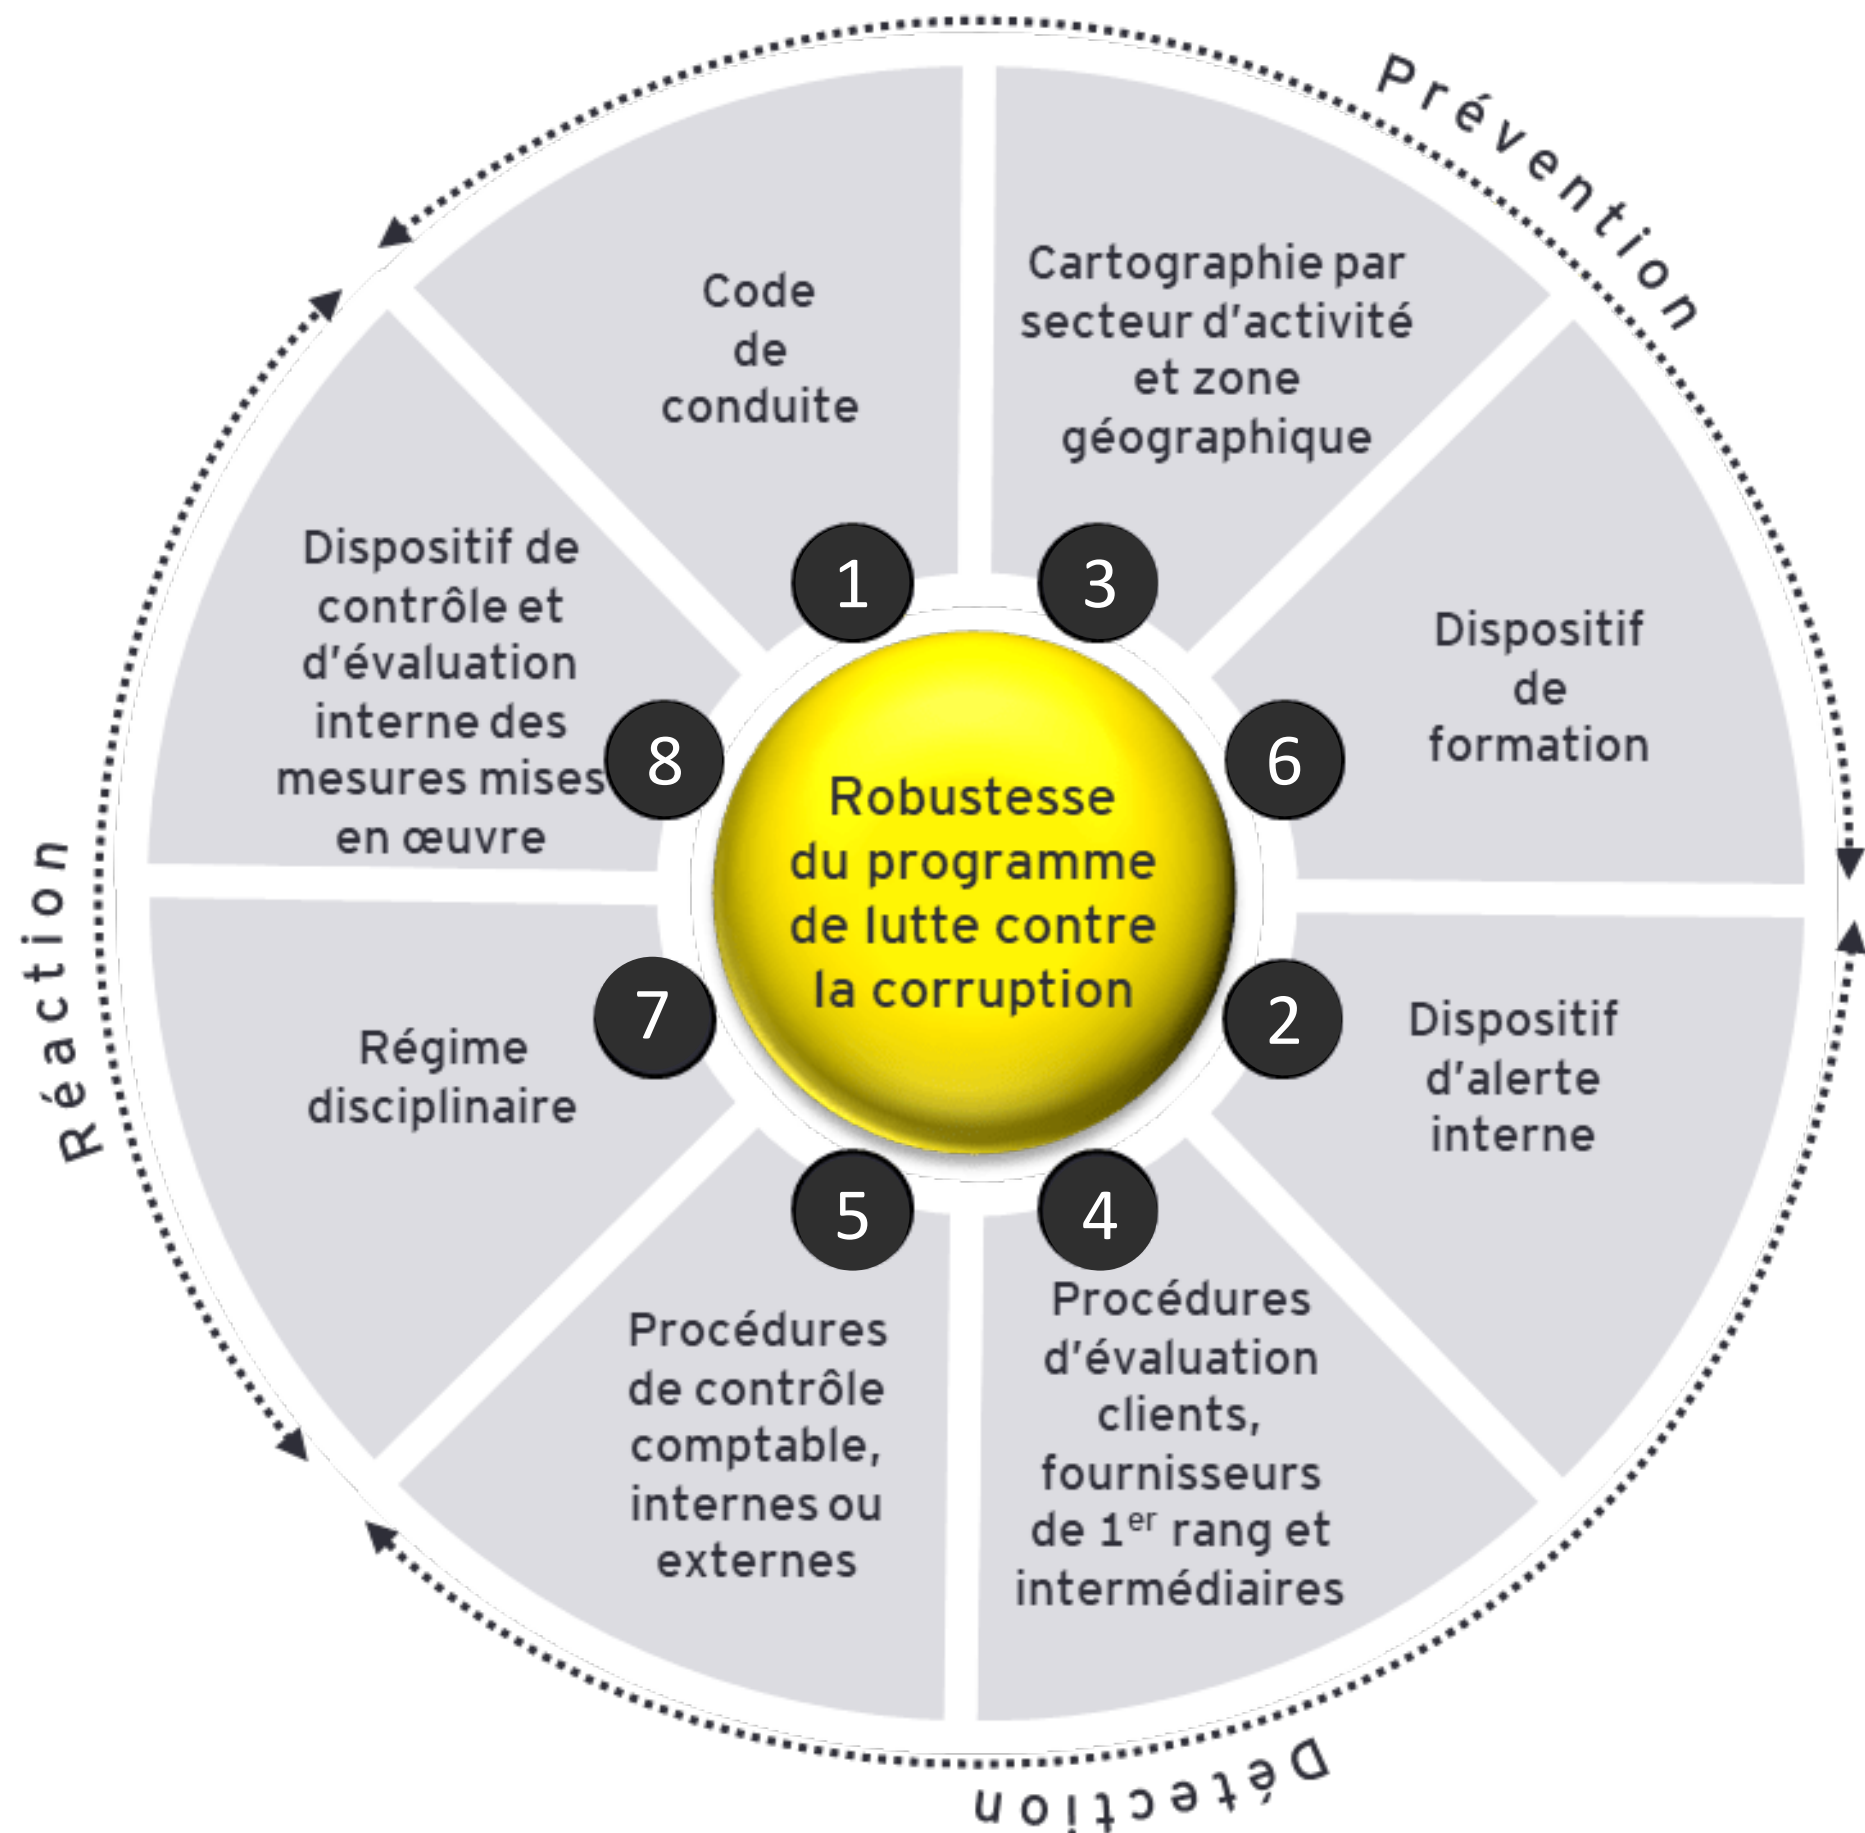 Prévention
Code
de
conduite
1
Cartographie par
secteur d'activité
et zone
géographique
3
Dispositif
de
formation
6
Dispositif
d'alerte
interne
2
Procédures
d'évaluation
clients,
fournisseurs
de 1er rang et
intermédiaires
4
Détection
Procédures
de contrôle
comptable,
internes ou
externes
5
Régime
disciplinaire
7
Réaction
Dispositif de
contrôle et
d'évaluation
interne des
mesures mises
en œuvre
8
Robustesse
du programme
de lutte contre
la corruption